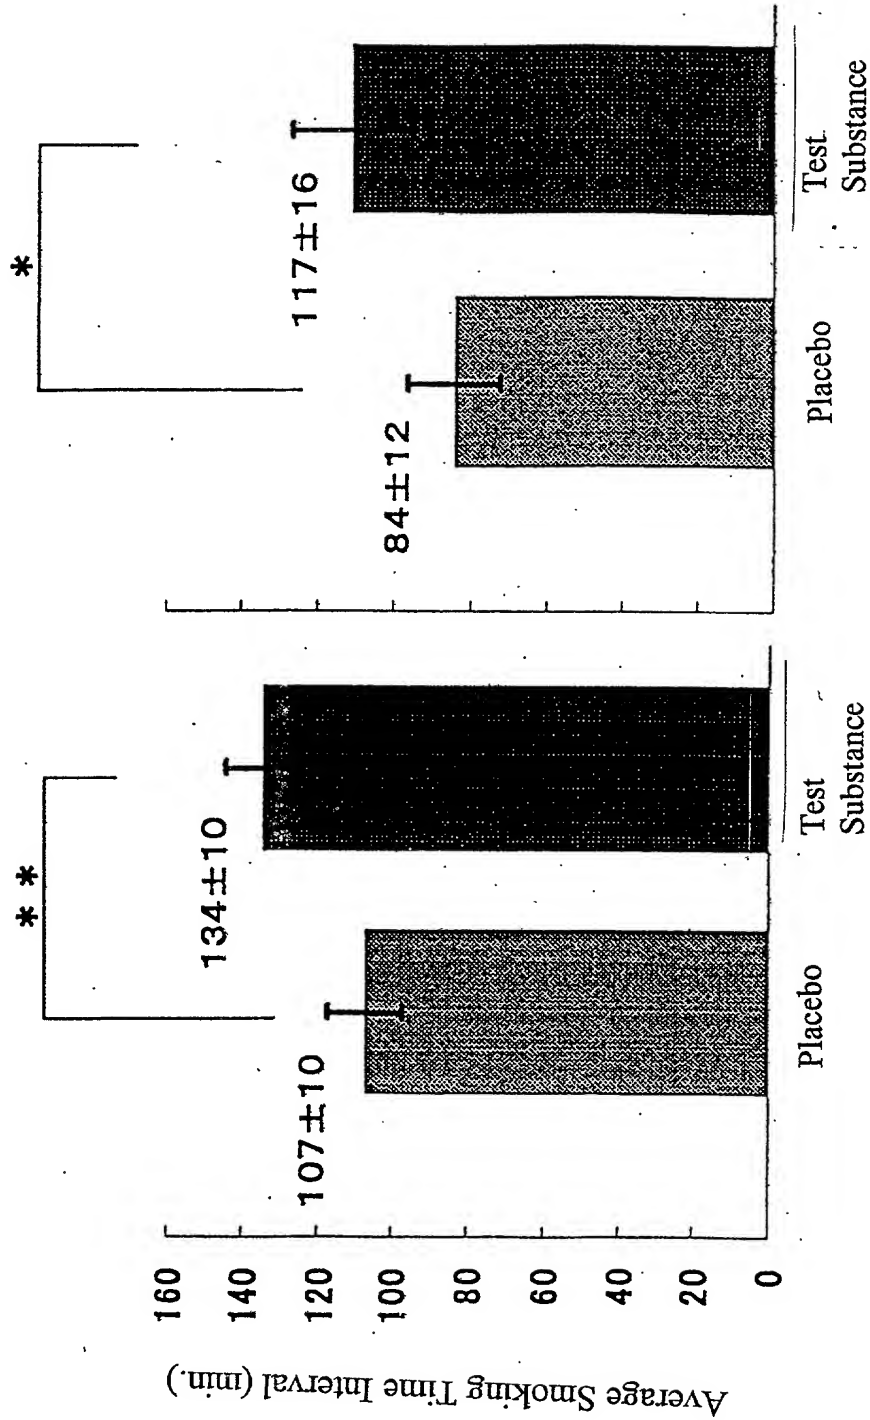 Average Smoking Time Interval (min.)
160
140
120
100
80
60
40
20
0
**
107±10
134±10
Placebo
Test
Substance
*
84±12
117±16
Placebo
Test
Substance